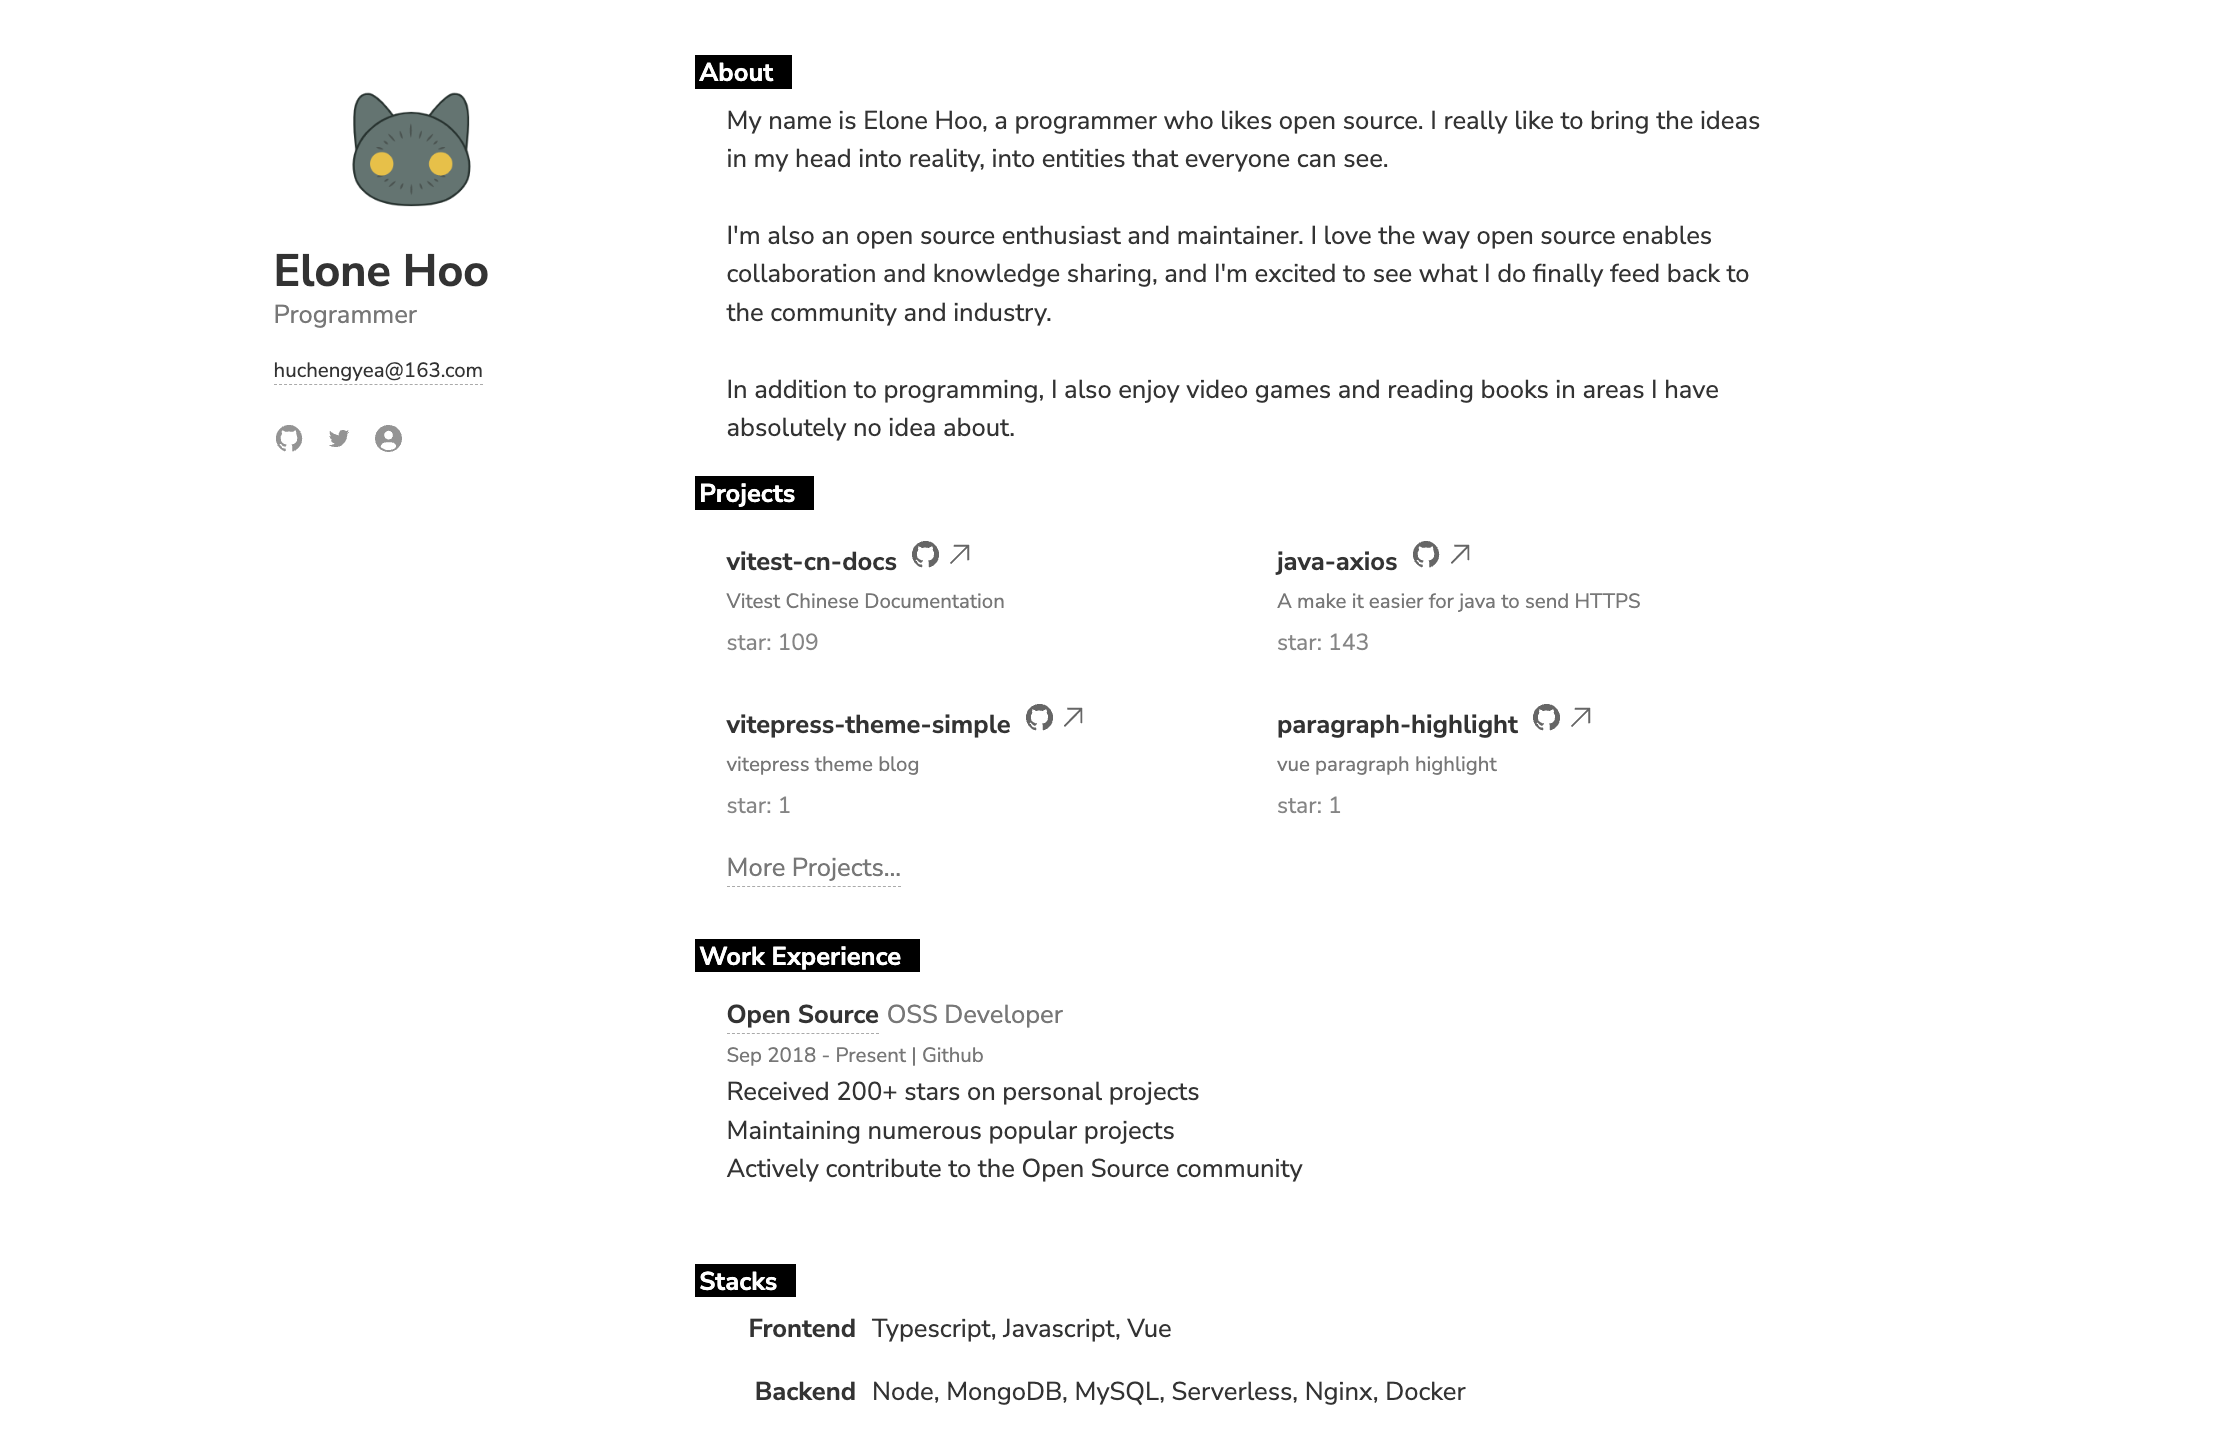 Elone Hoo
Programmer
huchengyea@163.com
About
My name is Elone Hoo, a programmer who likes open source. I really like to bring the ideas
in my head into reality, into entities that everyone can see.
I'm also an open source enthusiast and maintainer. I love the way open source enables
collaboration and knowledge sharing, and I'm excited to see what I do finally feed back to
the community and industry.
In addition to programming, I also enjoy video games and reading books in areas I have
absolutely no idea about.
Projects
vitest-cn-docs
Vitest Chinese Documentation
star: 109
java-axios
A make it easier for java to send HTTPS
star: 143
vitepress-theme-simple
vitepress theme blog
star: 1
paragraph-highlight
vue paragraph highlight
star: 1
More Projects...
Work Experience
Open Source OSS Developer
Sep 2018 - Present | Github
Received 200+ stars on personal projects
Maintaining numerous popular projects
Actively contribute to the Open Source community
Stacks
Frontend Typescript, Javascript, Vue
Backend Node, MongoDB, MySQL, Serverless, Nginx, Docker